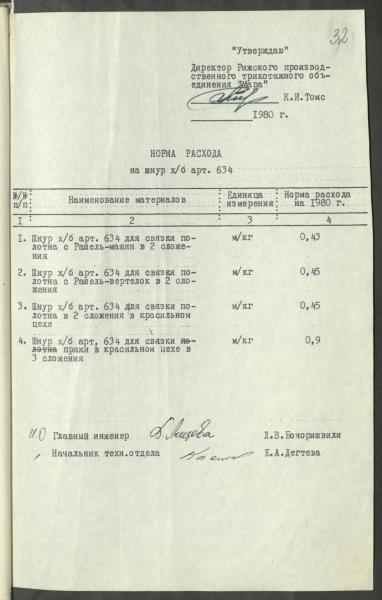 32
"Утверждаю"
Директор Рижского производ-
ственного трикотажного объ-
единения "Мара"
К.И.Томс
1980 г.
НОРМА РАСХОДА
на шнур х/б арт. 634
№/№ п/п Наименование материалов Единица измерения Норма расхода на 1980 г.
I 2 3 4
1. Шнур х/б арт. 634 для связки по- м/кг 0,43
лотна с Рашель-машин в 2 сложе-
ния
2. Шнур х/б арт. 634 для связки по- м/кг 0,45
лотна с Рашель-вертелок в 2 сло-
жения
3. Шнур х/б арт. 634 для связки по- м/кг 0,45
лотна в 2 сложения в красильном
цехе
4. Шнур х/б арт, 634 для связки по- м/кг 0,9
лотна пряжи в красильном цехе в
3 сложения
И О Главный инженер Л.В.Бочоришвили
Начальник техн.отдела Е.А.Дегтева